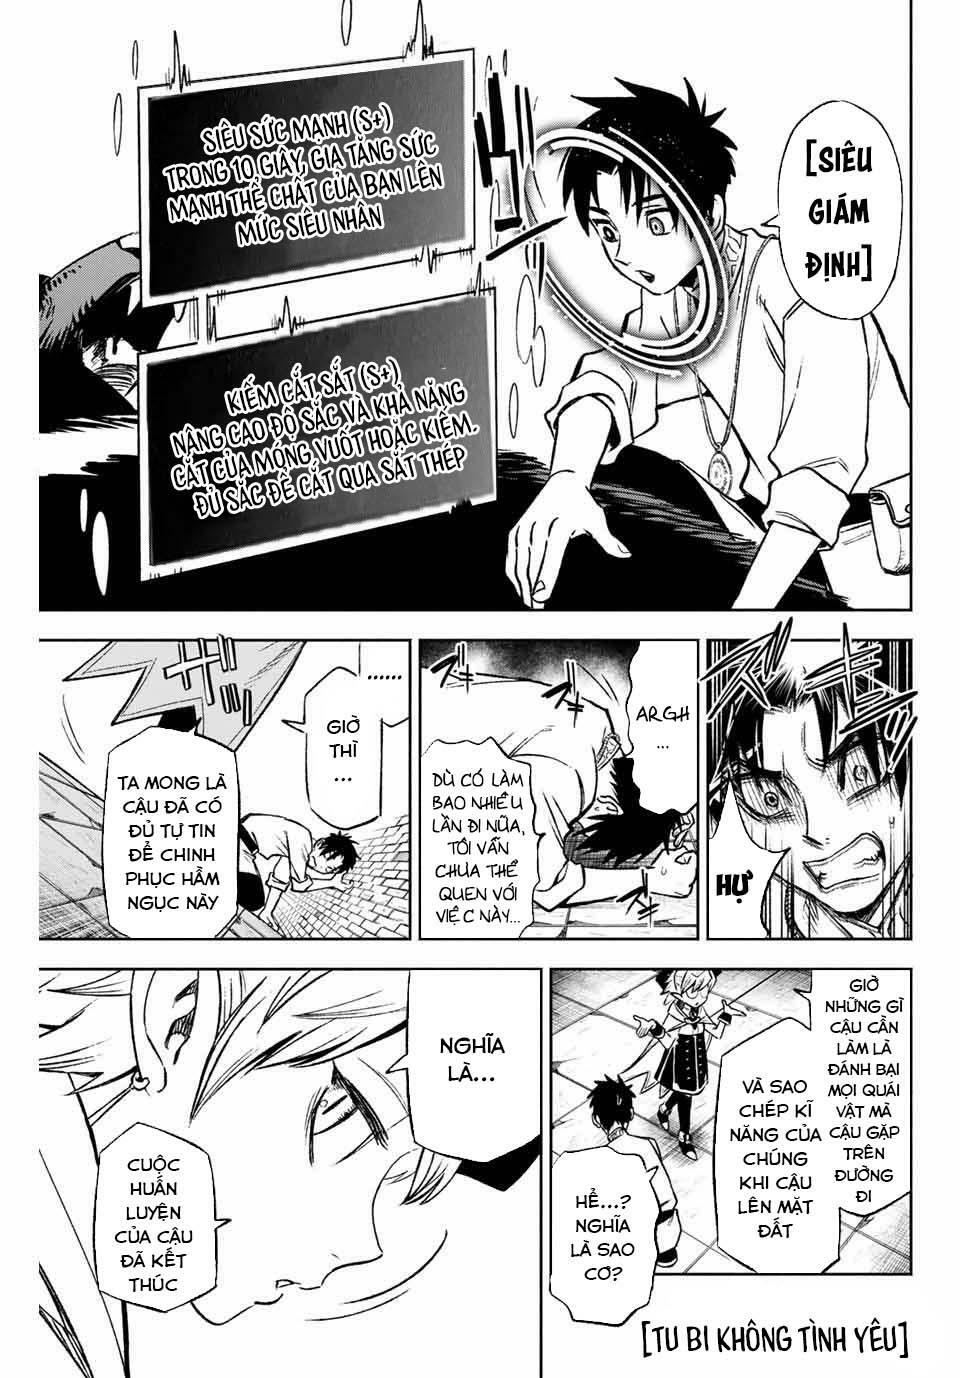 [SIÊU
GIÁM
ĐỊNH]
SIÊU SỨC MẠNH (S+)
TRONG 10 GIÂY, GIA TĂNG SỨC
MẠNH THỂ CHẤT CỦA BẠN LÊN
MỨC SIÊU NHÂN
KIẾM CẮT SẮT (S+)
NÂNG CAO ĐỘ SẮC VÀ KHẢ NĂNG
CẮT CỦA MÓNG VUỐT HOẶC KIẾM.
ĐỦ SẮC ĐỂ CẮT QUA SẮT THÉP
HỰ
ARGH
...
DÙ CÓ LÀM
BAO NHIÊU
LẦN ĐI NỮA,
TÔI VẪN
CHƯA THỂ
QUEN VỚI
VIỆC NÀY...
.......
GIỜ
THÌ
...
TA MONG LÀ
CẬU ĐÃ CÓ
ĐỦ TỰ TIN
ĐỂ CHINH
PHỤC HẦM
NGỤC NÀY
GIỜ
NHỮNG GÌ
CẬU CẦN
LÀM LÀ
ĐÁNH BẠI
MỌI QUÁI
VẬT MÀ
CẬU GẶP
TRÊN
ĐƯỜNG
ĐI
VÀ SAO
CHÉP KĨ
NĂNG CỦA
CHÚNG
KHI CẬU
LÊN MẶT
ĐẤT
HỂ...?
NGHĨA
LÀ SAO
CƠ?
NGHĨA
LÀ...
CUỘC
HUẤN
LUYỆN
CỦA CẬU
ĐÃ KẾT
THÚC
[TU BI KHÔNG TÌNH YÊU]